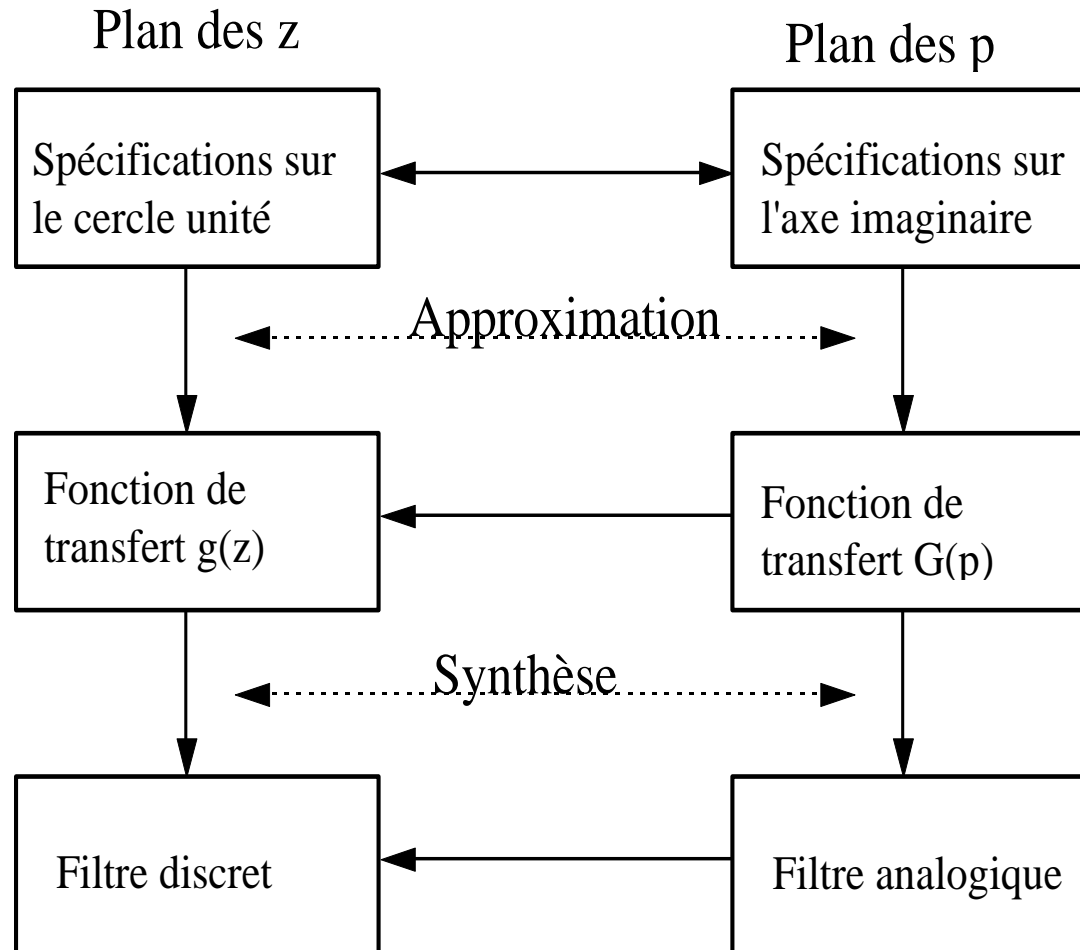 Plan des z
Plan des p
Spécifications sur
le cercle unité
Spécifications sur
l'axe imaginaire
Approximation
Fonction de
transfert g(z)
Fonction de
transfert G(p)
Synthèse
Filtre discret
Filtre analogique